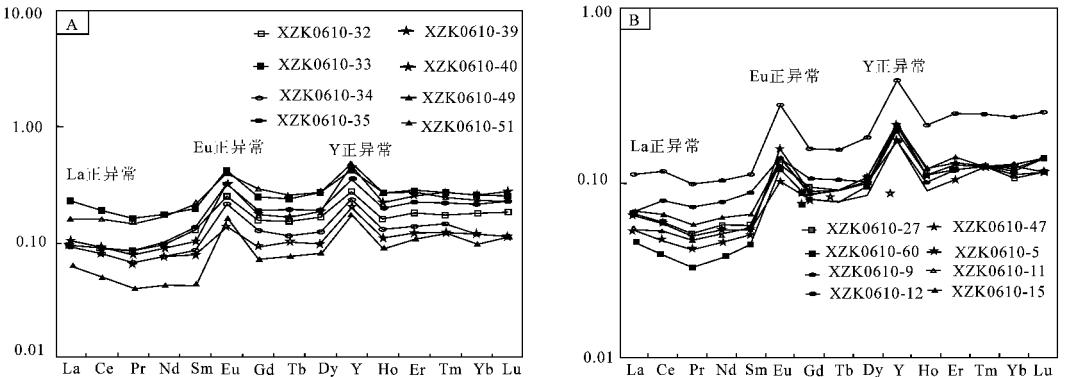 A
10.00
1.00
0.10
0.01
XZK0610-32
XZK0610-33
XZK0610-34
XZK0610-35
XZK0610-39
XZK0610-40
XZK0610-49
XZK0610-51
La正异常
Eu正异常
Y正异常
La Ce Pr Nd Sm Eu Gd Tb Dy Y Ho Er Tm Yb Lu
B
1.00
0.10
0.01
La正异常
Eu正异常
Y正异常
XZK0610-27
XZK0610-60
XZK0610-9
XZK0610-12
XZK0610-47
XZK0610-5
XZK0610-11
XZK0610-15
La Ce Pr Nd Sm Eu Gd Tb Dy Y Ho Er Tm Yb Lu